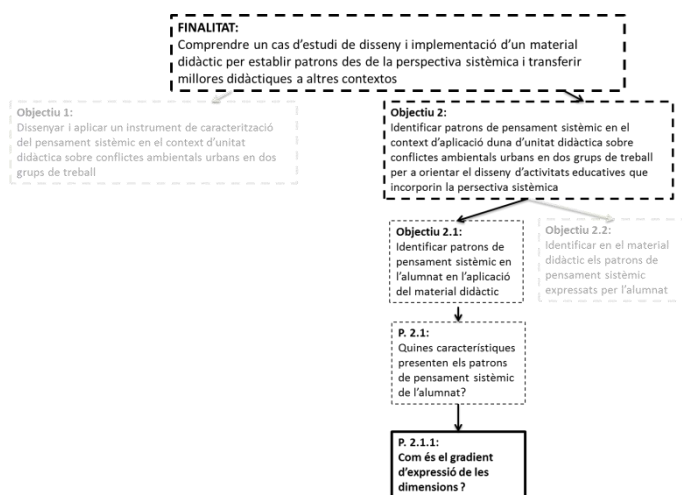 FINALITAT:
Comprendre un cas d'estudi de disseny i implementació d'un material
didàctic per establir patrons des de la perspectiva sistèmica i transferir
millores didàctiques a altres contextos
Objectiu 1:
Dissenyar i aplicar un instrument de caracterització
del pensament sistèmic en el context d'unitat
didàctica sobre conflictes ambientals urbans en dos
grups de treball
Objectiu 2:
Identificar patrons de pensament sistèmic en el
context d'aplicació duna d'unitat didàctica sobre
conflictes ambientals urbans en dos grups de treball
per a orientar el disseny d'activitats educatives que
incorporin la persectiva sistèmica
Objectiu 2.1:
Identificar patrons de
pensament sistèmic en
l'alumnat en l'aplicació
del material didàctic
Objectiu 2.2:
Identificar en el material
didàctic els patrons de
pensament sistèmic
expressats per l'alumnat
P. 2.1:
Quines característiques
presenten els patrons
de pensament sistèmic
de l'alumnat?
P. 2.1.1:
Com és el gradient
d'expressió de les
dimensions ?